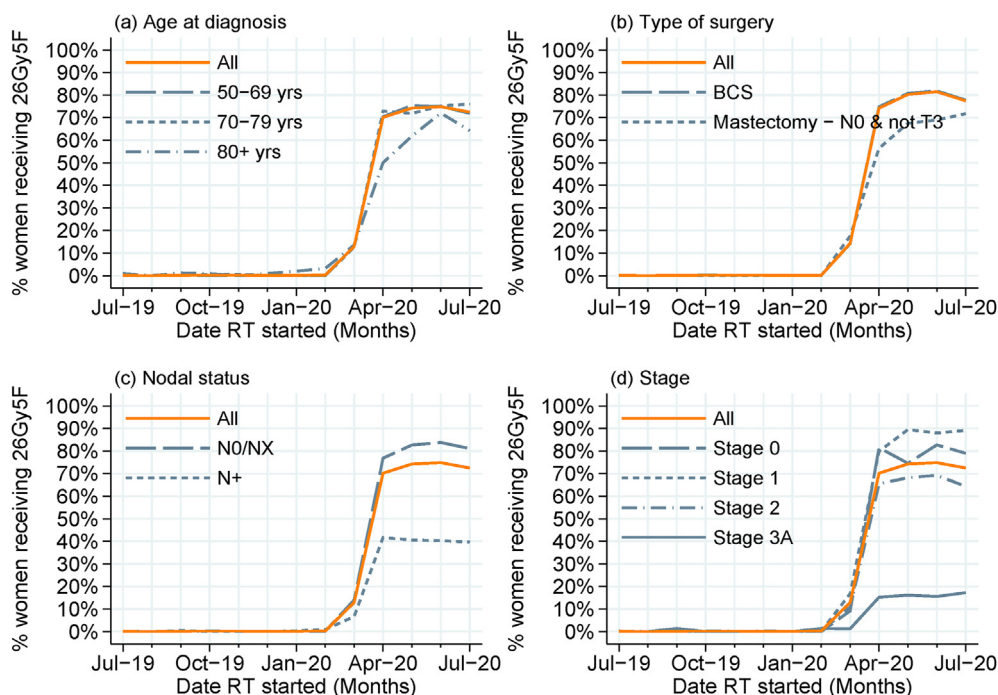 (a) Age at diagnosis
% women receiving 26Gy5F
100%
90%
80%
70%
60%
50%
40%
30%
20%
10%
0%
All
50−69 yrs
70−79 yrs
80+ yrs
Jul−19 Oct−19 Jan−20 Apr−20 Jul−20
Date RT started (Months)
(b) Type of surgery
% women receiving 26Gy5F
100%
90%
80%
70%
60%
50%
40%
30%
20%
10%
0%
All
BCS
Mastectomy − N0 & not T3
Jul−19 Oct−19 Jan−20 Apr−20 Jul−20
Date RT started (Months)
(c) Nodal status
% women receiving 26Gy5F
100%
90%
80%
70%
60%
50%
40%
30%
20%
10%
0%
All
N0/NX
N+
Jul−19 Oct−19 Jan−20 Apr−20 Jul−20
Date RT started (Months)
(d) Stage
% women receiving 26Gy5F
100%
90%
80%
70%
60%
50%
40%
30%
20%
10%
0%
All
Stage 0
Stage 1
Stage 2
Stage 3A
Jul−19 Oct−19 Jan−20 Apr−20 Jul−20
Date RT started (Months)